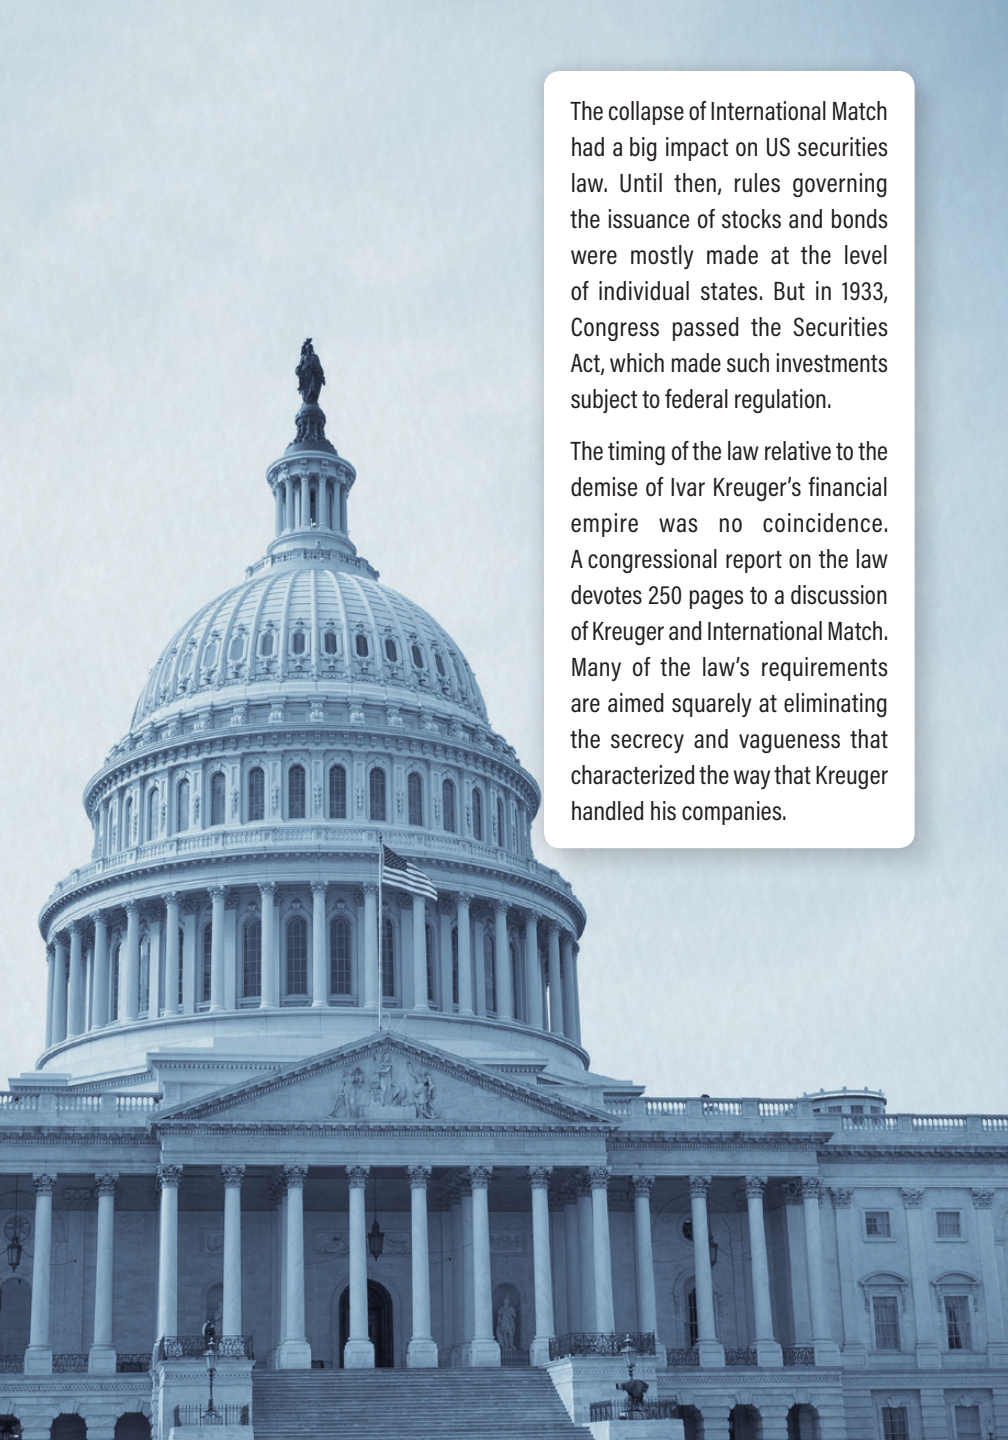 The collapse of International Match
had a big impact on US securities
law. Until then, rules governing
the issuance of stocks and bonds
were mostly made at the level
of individual states. But in 1933,
Congress passed the Securities
Act, which made such investments
subject to federal regulation.
The timing of the law relative to the
demise of Ivar Kreuger’s financial
empire was no coincidence.
A congressional report on the law
devotes 250 pages to a discussion
of Kreuger and International Match.
Many of the law’s requirements
are aimed squarely at eliminating
the secrecy and vagueness that
characterized the way that Kreuger
handled his companies.